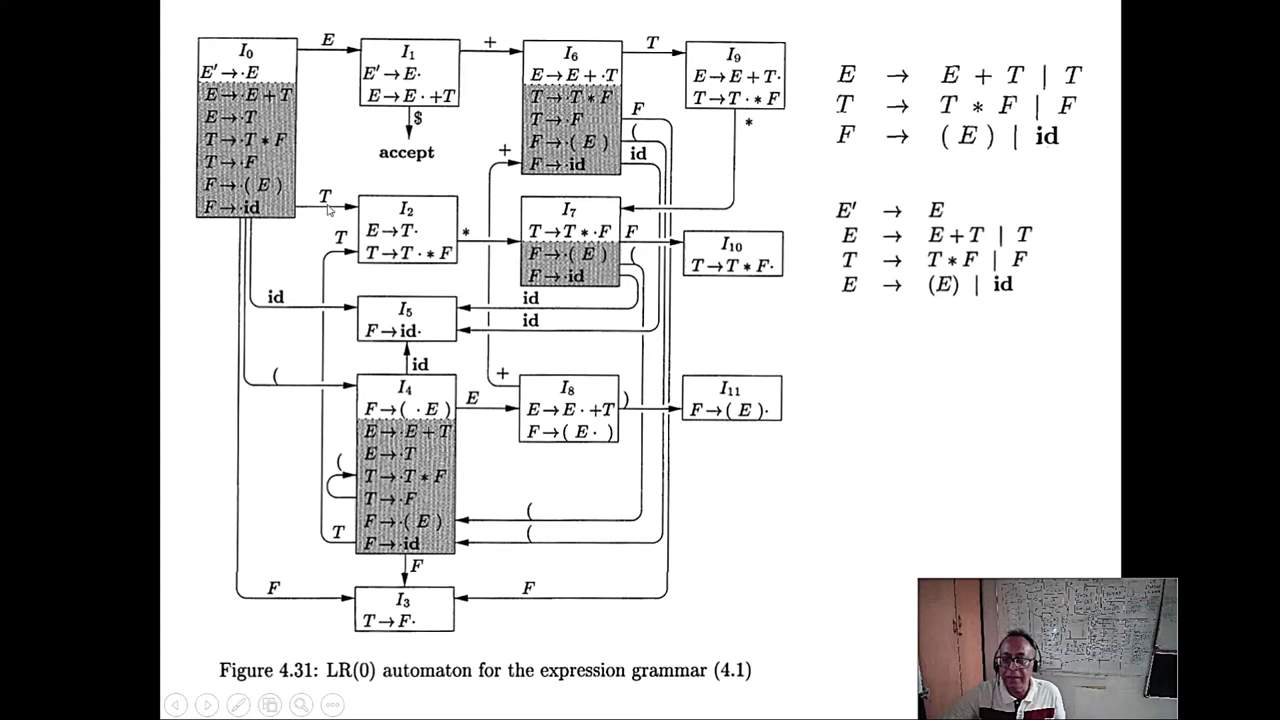 I₀
E' → ·E
E → ·E + T
E → ·T
T → ·T * F
T → ·F
F → ·( E )
F → ·id
E
I₁
E' → E·
E → E· +T
$
accept
+
I₆
E → E + ·T
T → ·T * F
T → ·F
F → ·( E )
F → ·id
T
I₉
E → E + T·
T → T· * F
*
F
(
id
+
T
I₂
E → T·
T → T· * F
T
*
I₇
T → T * ·F
F → ·( E )
F → ·id
F
(
I₁₀
T → T * F·
id
I₅
F → id·
id
id
id
(
I₄
F → ( ·E )
E → ·E + T
E → ·T
T → ·T * F
T → ·F
F → ·( E )
F → ·id
E
+
I₈
E → E· +T
F → ( E· )
)
I₁₁
F → ( E )·
(
T
(
(
F
F
I₃
T → F·
F
Figure 4.31: LR(0) automaton for the expression grammar (4.1)
E → E + T | T
T → T * F | F
F → ( E ) | id
E' → E
E → E + T | T
T → T * F | F
E → (E) | id